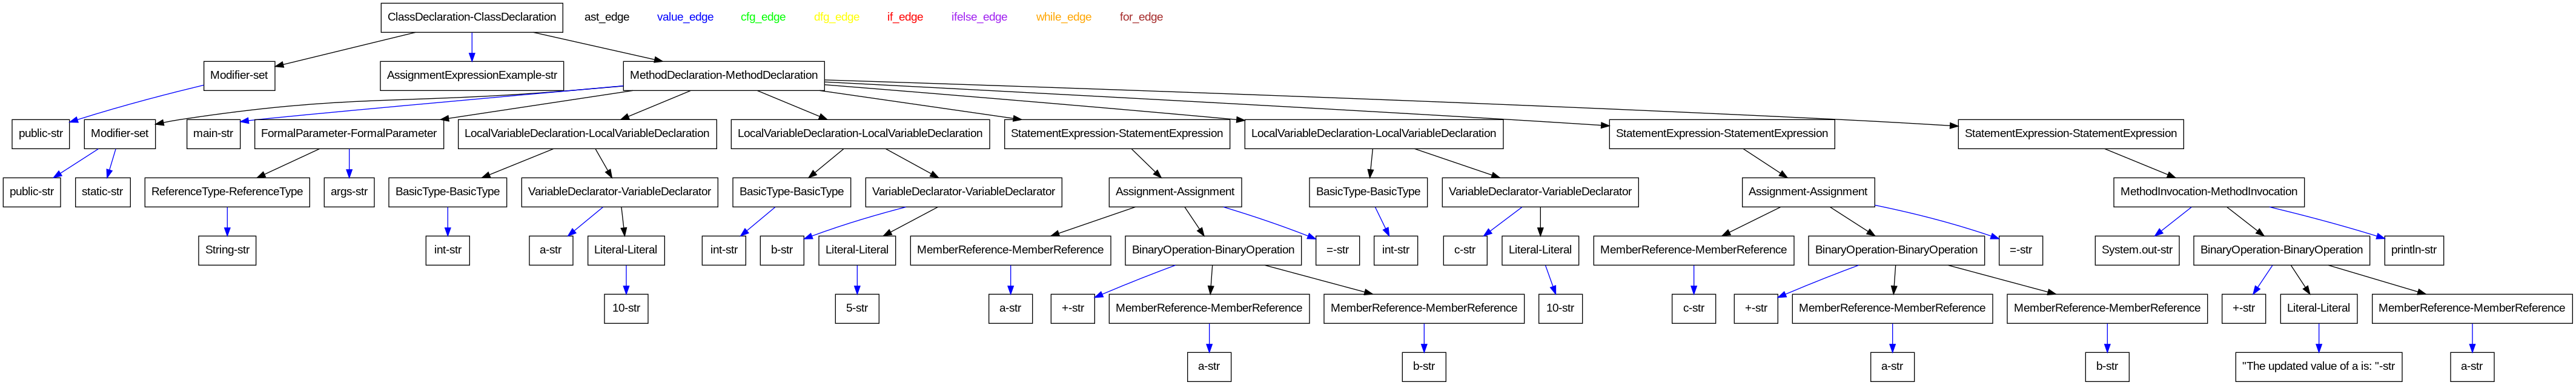 ClassDeclaration-ClassDeclaration ast_edge value_edge cfg_edge dfg_edge if_edge ifelse_edge while_edge for_edge
Modifier-set AssignmentExpressionExample-str MethodDeclaration-MethodDeclaration
public-str Modifier-set main-str FormalParameter-FormalParameter LocalVariableDeclaration-LocalVariableDeclaration LocalVariableDeclaration-LocalVariableDeclaration StatementExpression-StatementExpression LocalVariableDeclaration-LocalVariableDeclaration StatementExpression-StatementExpression StatementExpression-StatementExpression
public-str static-str ReferenceType-ReferenceType args-str BasicType-BasicType VariableDeclarator-VariableDeclarator BasicType-BasicType VariableDeclarator-VariableDeclarator Assignment-Assignment BasicType-BasicType VariableDeclarator-VariableDeclarator Assignment-Assignment MethodInvocation-MethodInvocation
String-str int-str a-str Literal-Literal int-str b-str Literal-Literal MemberReference-MemberReference BinaryOperation-BinaryOperation =-str int-str c-str Literal-Literal MemberReference-MemberReference BinaryOperation-BinaryOperation =-str System.out-str BinaryOperation-BinaryOperation println-str
10-str 5-str a-str +-str MemberReference-MemberReference MemberReference-MemberReference 10-str c-str +-str MemberReference-MemberReference MemberReference-MemberReference +-str Literal-Literal MemberReference-MemberReference
a-str b-str a-str b-str "The updated value of a is: "-str a-str